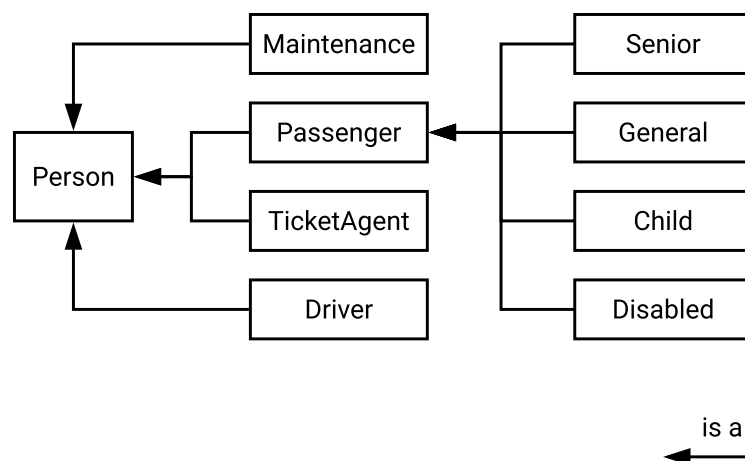 Maintenance
Senior
Passenger
General
Person
TicketAgent
Child
Driver
Disabled
is a